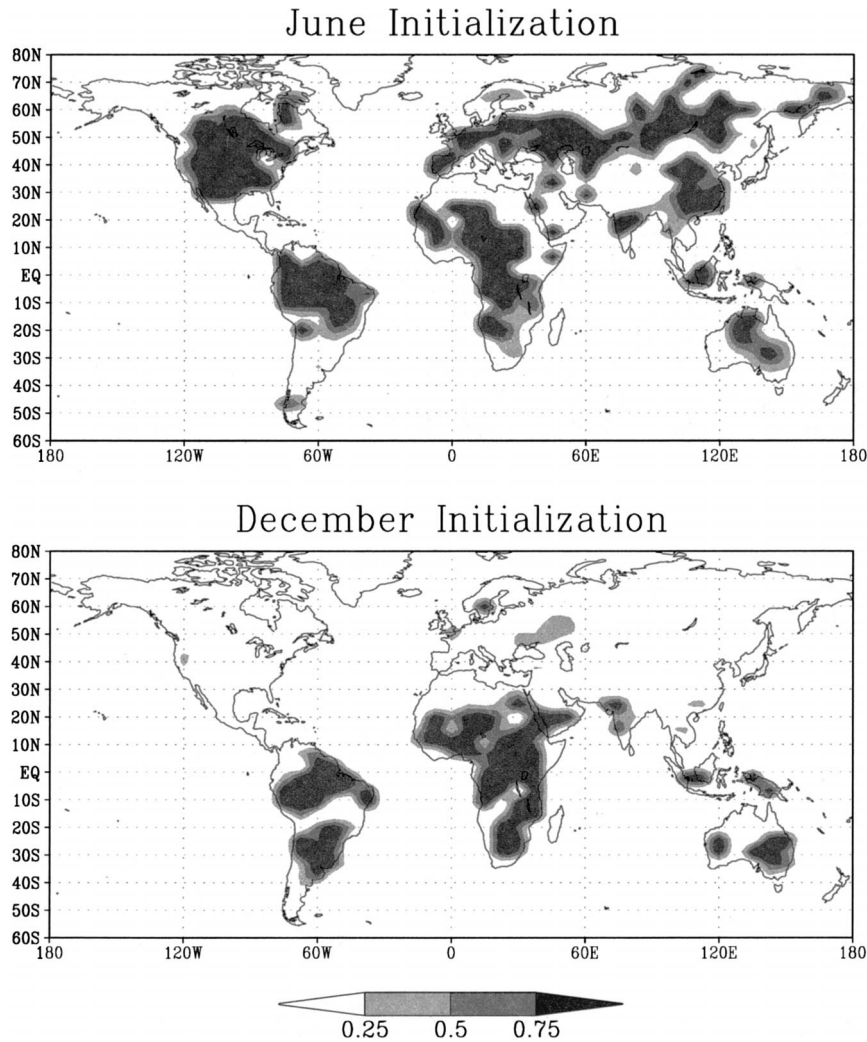 June Initialization
80N
70N
60N
50N
40N
30N
20N
10N
EQ
10S
20S
30S
40S
50S
60S
180 120W 60W 0 60E 120E 180
December Initialization
80N
70N
60N
50N
40N
30N
20N
10N
EQ
10S
20S
30S
40S
50S
60S
180 120W 60W 0 60E 120E 180
0.25 0.5 0.75